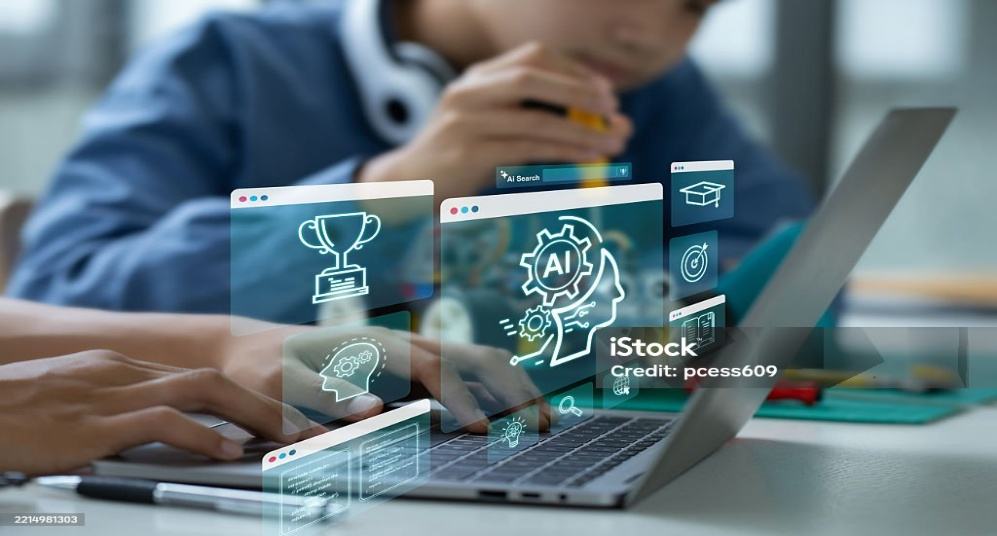 AI Search
AI
iStock
Credit: pcess609
2214981303